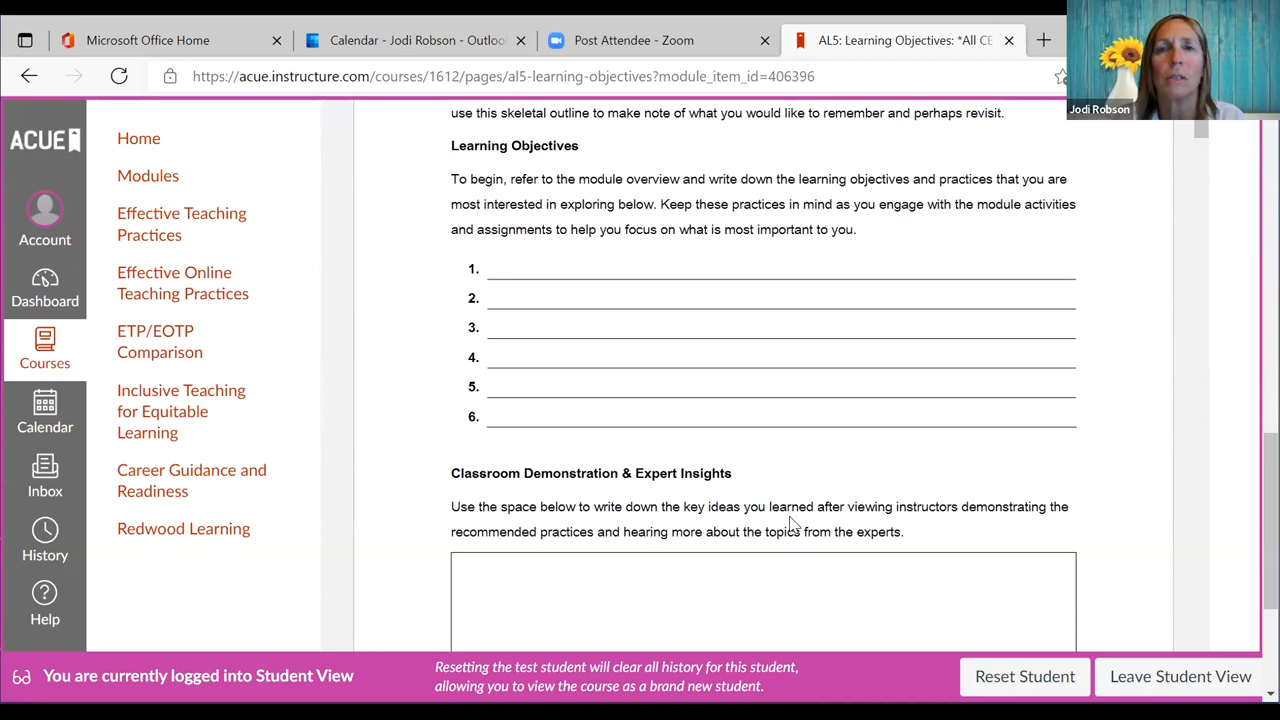 Microsoft Office Home
Calendar - Jodi Robson - Outloo
Post Attendee - Zoom
AL5: Learning Objectives: *All CE
https://acue.instructure.com/courses/1612/pages/al5-learning-objectives?module_item_id=406396
Jodi Robson
ACUE
Account
Dashboard
Courses
Calendar
Inbox
History
Help
Home
Modules
Effective Teaching
Practices
Effective Online
Teaching Practices
ETP/EOTP
Comparison
Inclusive Teaching
for Equitable
Learning
Career Guidance and
Readiness
Redwood Learning
use this skeletal outline to make note of what you would like to remember and perhaps revisit.
Learning Objectives
To begin, refer to the module overview and write down the learning objectives and practices that you are
most interested in exploring below. Keep these practices in mind as you engage with the module activities
and assignments to help you focus on what is most important to you.
1.
2.
3.
4.
5.
6.
Classroom Demonstration & Expert Insights
Use the space below to write down the key ideas you learned after viewing instructors demonstrating the
recommended practices and hearing more about the topics from the experts.
You are currently logged into Student View
Resetting the test student will clear all history for this student,
allowing you to view the course as a brand new student.
Reset Student
Leave Student View